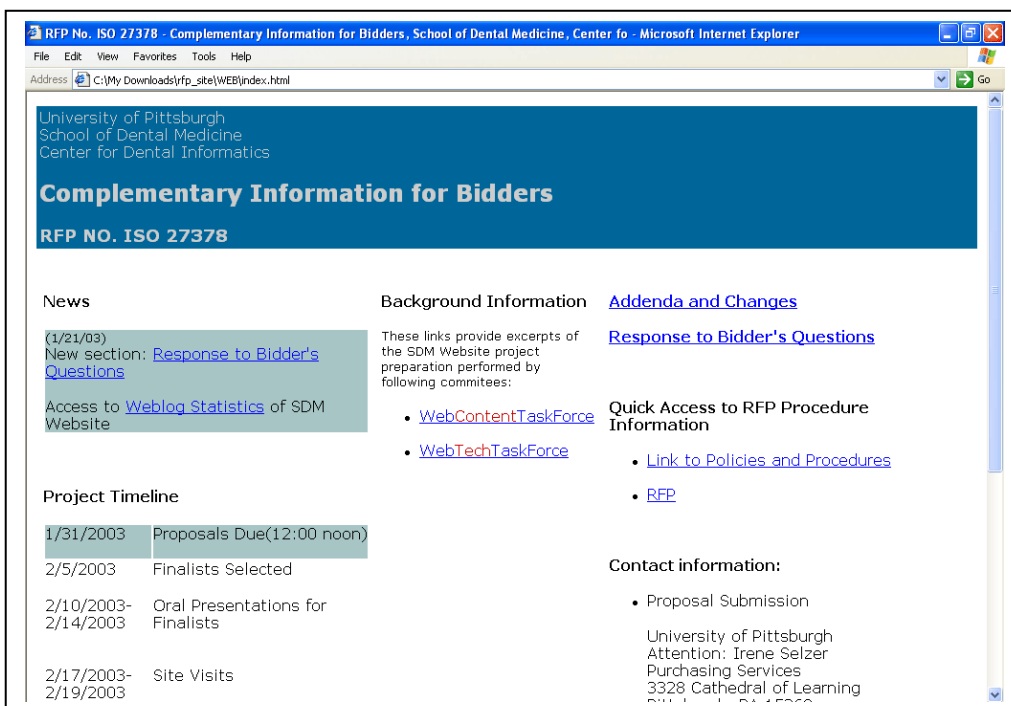 RFP No. ISO 27378 - Complementary Information for Bidders, School of Dental Medicine, Center fo - Microsoft Internet Explorer
File Edit View Favorites Tools Help
Address C:\My Downloads\rfp_site\WEB\index.html Go
University of Pittsburgh
School of Dental Medicine
Center for Dental Informatics
Complementary Information for Bidders
RFP NO. ISO 27378
News
(1/21/03)
New section: Response to Bidder's
Questions
Access to Weblog Statistics of SDM
Website
Project Timeline
1/31/2003 Proposals Due(12:00 noon)
2/5/2003 Finalists Selected
2/10/2003- Oral Presentations for
2/14/2003 Finalists
2/17/2003- Site Visits
2/19/2003
Background Information
These links provide excerpts of
the SDM Website project
preparation performed by
following commitees:
• WebContentTaskForce
• WebTechTaskForce
Addenda and Changes
Response to Bidder's Questions
Quick Access to RFP Procedure
Information
• Link to Policies and Procedures
• RFP
Contact information:
• Proposal Submission
University of Pittsburgh
Attention: Irene Selzer
Purchasing Services
3328 Cathedral of Learning